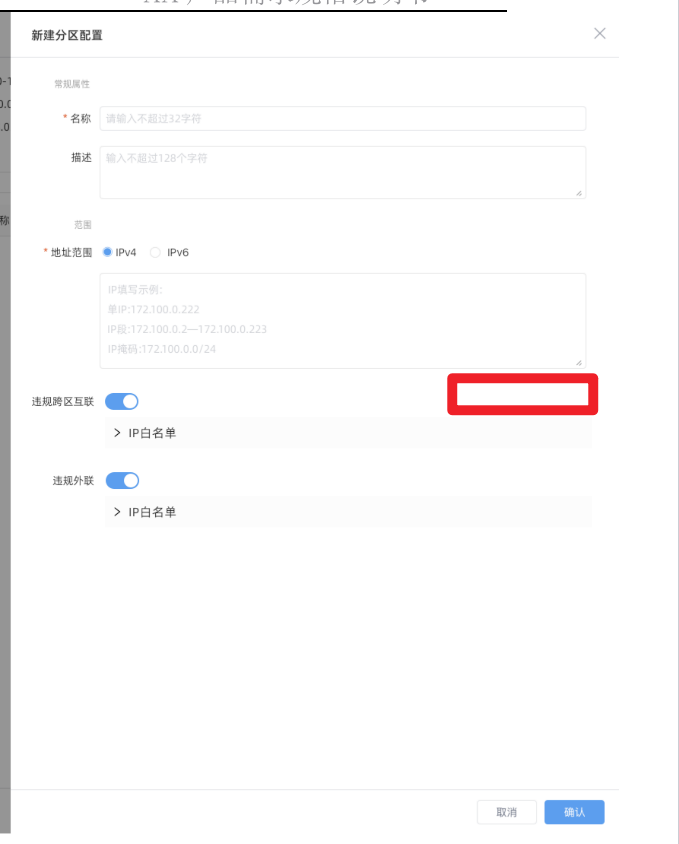 新建分区配置
常规属性
* 名称 请输入不超过32字符
描述 输入不超过128个字符
范围
* 地址范围 IPv4 IPv6
IP填写示例：
单IP:172.100.0.222
IP段:172.100.0.2—172.100.0.223
IP掩码:172.100.0.0/24
违规跨区互联
> IP白名单
违规外联
> IP白名单
取消 确认